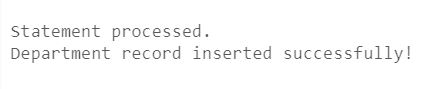 Statement processed.
Department record inserted successfully!